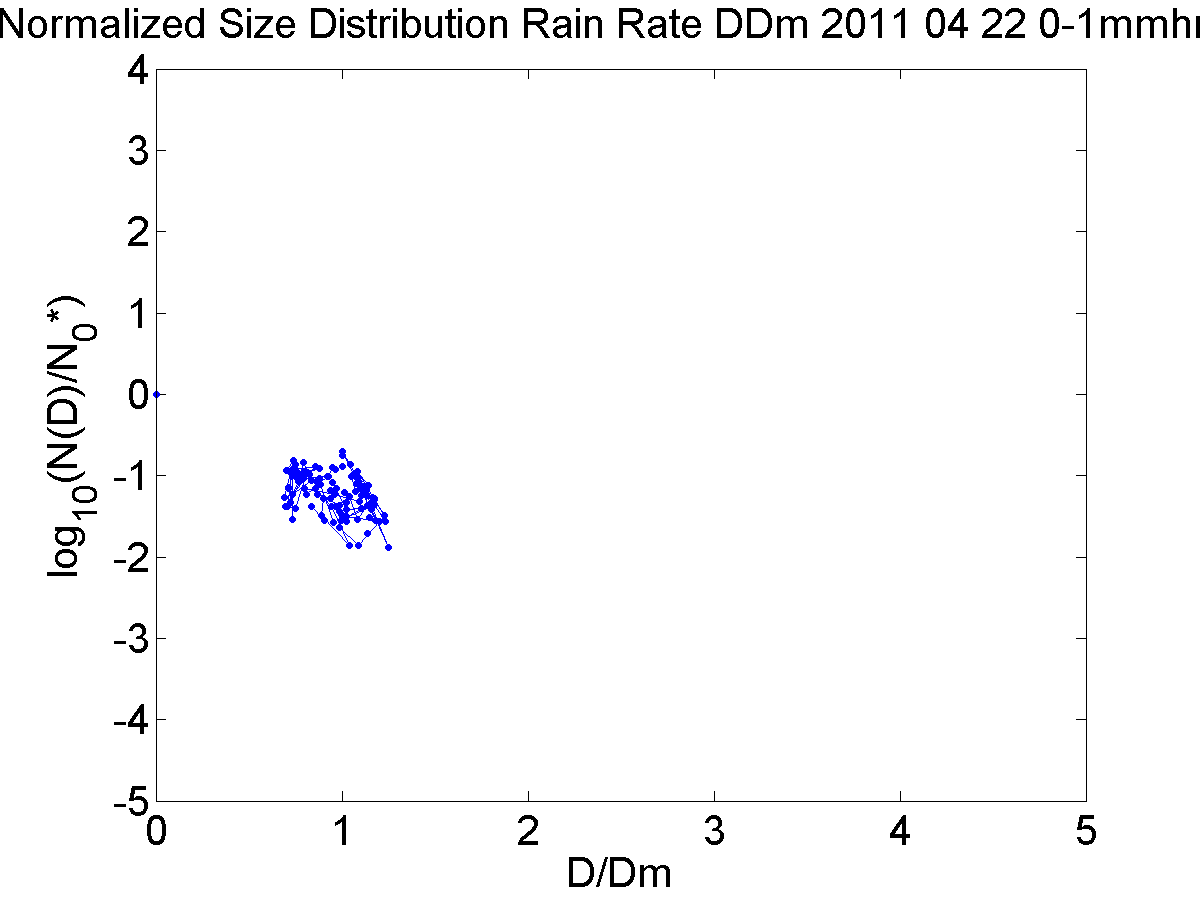 Normalized Size Distribution Rain Rate DDm 2011 04 22 0-1mmhr
4
3
2
1
0
-1
-2
-3
-4
-5
log10(N(D)/N0*)
0 1 2 3 4 5
D/Dm